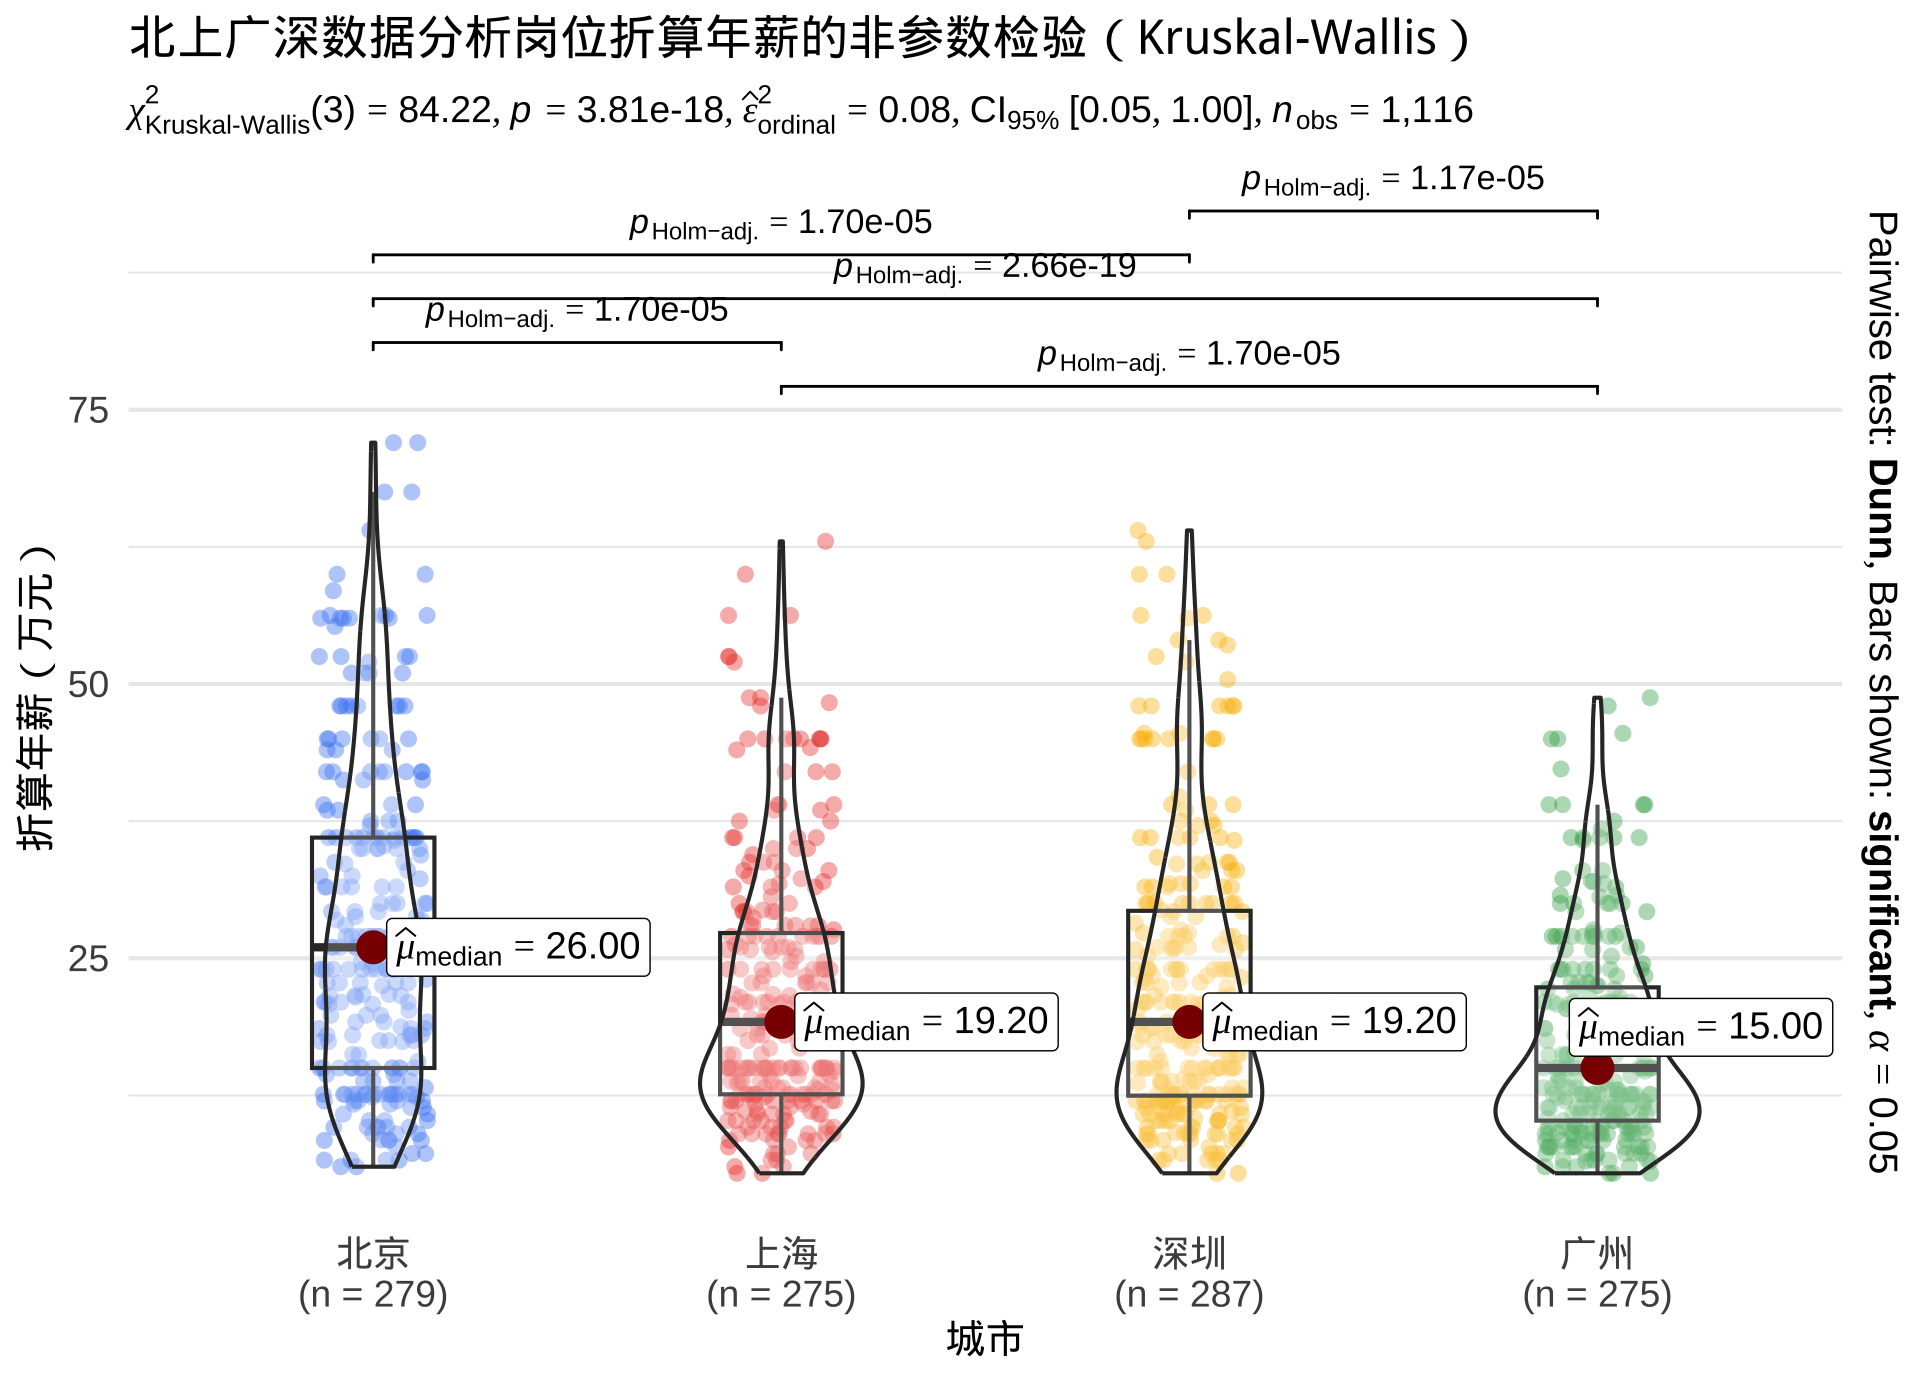 北上广深数据分析岗位折算年薪的非参数检验（Kruskal-Wallis）
χ²Kruskal-Wallis(3) = 84.22, p = 3.81e-18, ε̂²ordinal = 0.08, CI95% [0.05, 1.00], nobs = 1,116
pHolm−adj. = 1.17e-05
pHolm−adj. = 1.70e-05
pHolm−adj. = 2.66e-19
pHolm−adj. = 1.70e-05
pHolm−adj. = 1.70e-05
75
50
25
折算年薪（万元）
μ̂median = 26.00
μ̂median = 19.20
μ̂median = 19.20
μ̂median = 15.00
Pairwise test: Dunn, Bars shown: significant, α = 0.05
北京
(n = 279)
上海
(n = 275)
深圳
(n = 287)
广州
(n = 275)
城市